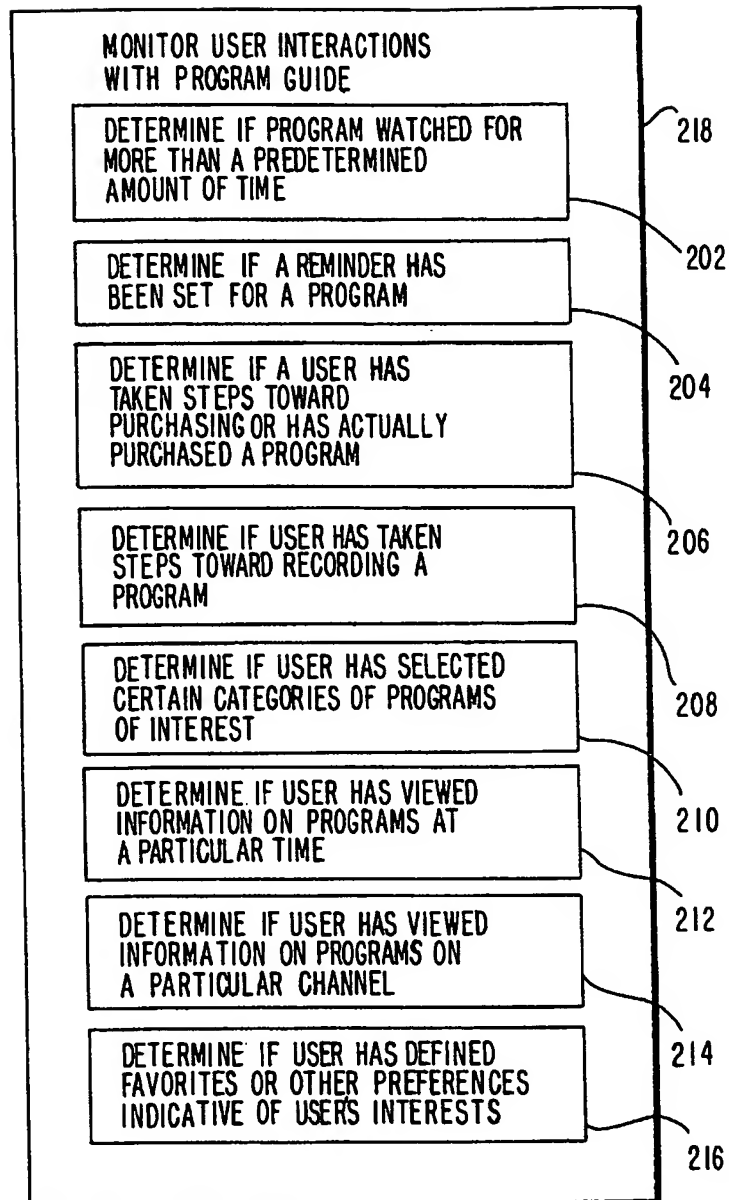 MONITOR USER INTERACTIONS
WITH PROGRAM GUIDE
218
DETERMINE IF PROGRAM WATCHED FOR
MORE THAN A PREDETERMINED
AMOUNT OF TIME
202
DETERMINE IF A REMINDER HAS
BEEN SET FOR A PROGRAM
204
DETERMINE IF A USER HAS
TAKEN STEPS TOWARD
PURCHASING OR HAS ACTUALLY
PURCHASED A PROGRAM
206
DETERMINE IF USER HAS TAKEN
STEPS TOWARD RECORDING A
PROGRAM
208
DETERMINE IF USER HAS SELECTED
CERTAIN CATEGORIES OF PROGRAMS
OF INTEREST
210
DETERMINE IF USER HAS VIEWED
INFORMATION ON PROGRAMS AT
A PARTICULAR TIME
212
DETERMINE IF USER HAS VIEWED
INFORMATION ON PROGRAMS ON
A PARTICULAR CHANNEL
214
DETERMINE IF USER HAS DEFINED
FAVORITES OR OTHER PREFERENCES
INDICATIVE OF USER'S INTERESTS
216